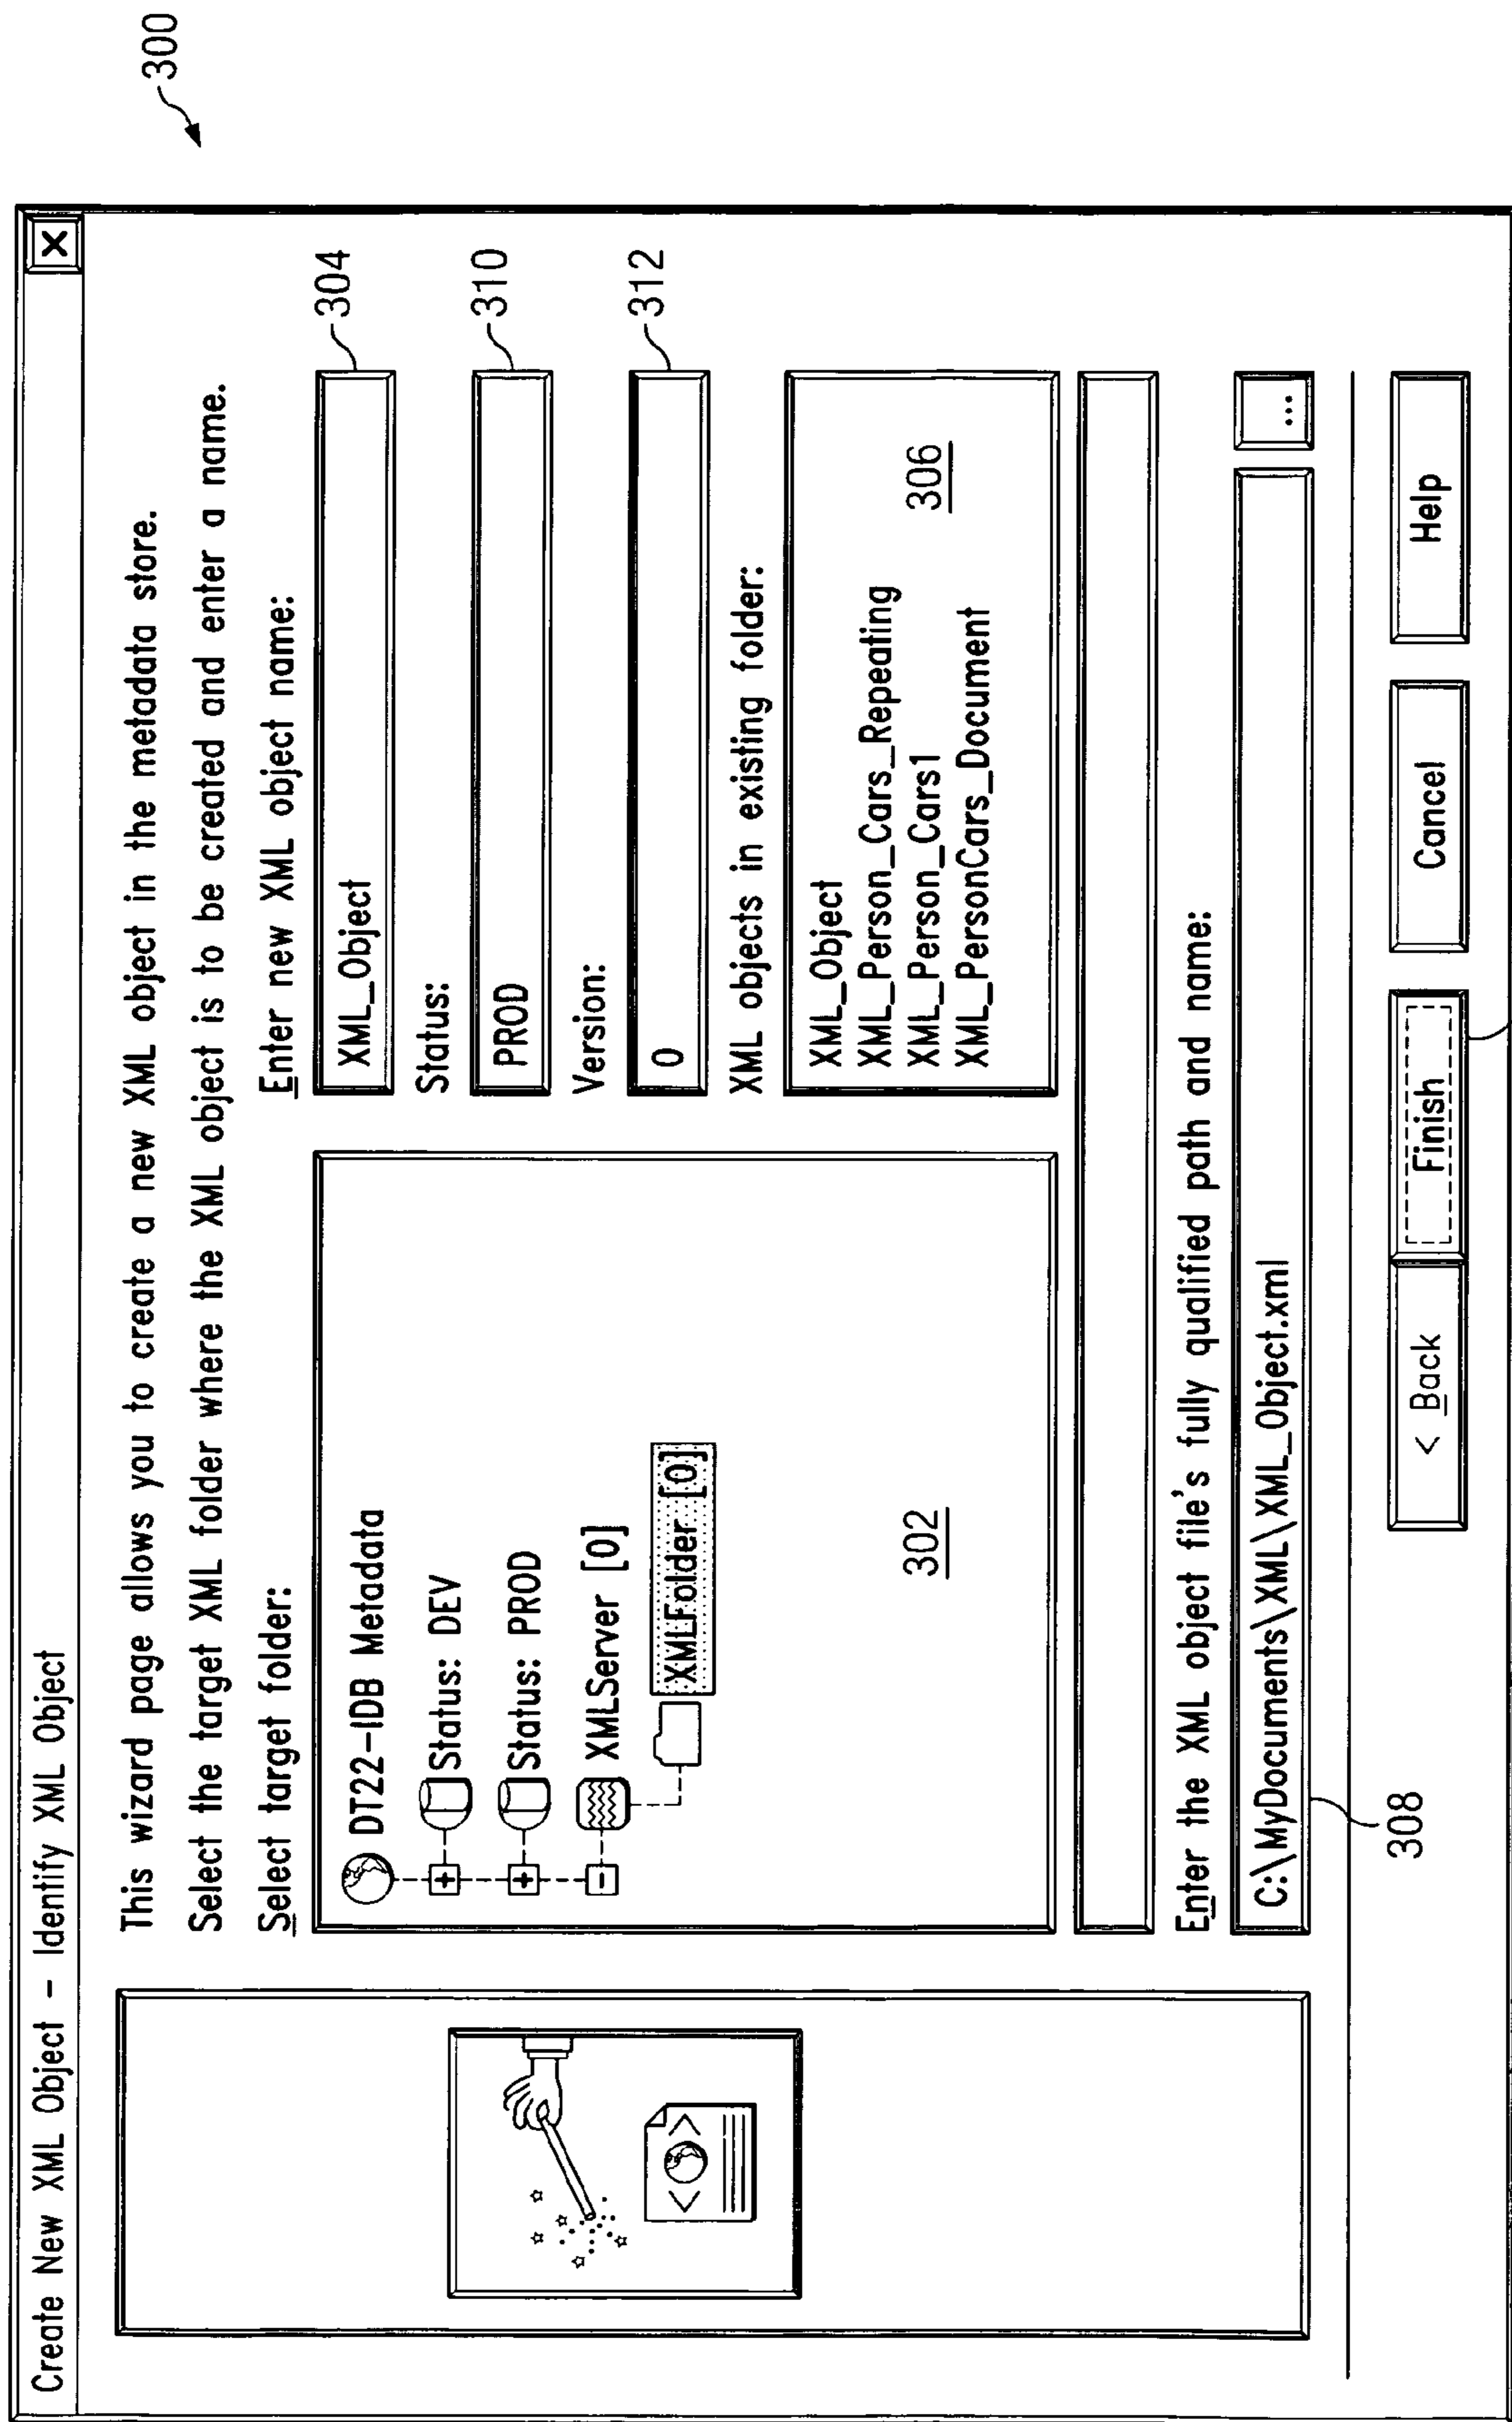 Create New XML Object – Identify XML Object
X
300
This wizard page allows you to create a new XML object in the metadata store.
Select the target XML folder where the XML object is to be created and enter a name.
Select target folder:
DT22-IDB Metadata
Status: DEV
Status: PROD
XMLServer [0]
XMLFolder [0]
302
Enter new XML object name:
XML_Object
304
Status:
PROD
310
Version:
0
312
XML objects in existing folder:
XML_Object
XML_Person_Cars_Repeating
XML_Person_Cars1
XML_PersonCars_Document
306
Enter the XML object file's fully qualified path and name:
C:\MyDocuments\XML\XML_Object.xml
...
308
< Back
Finish
Cancel
Help